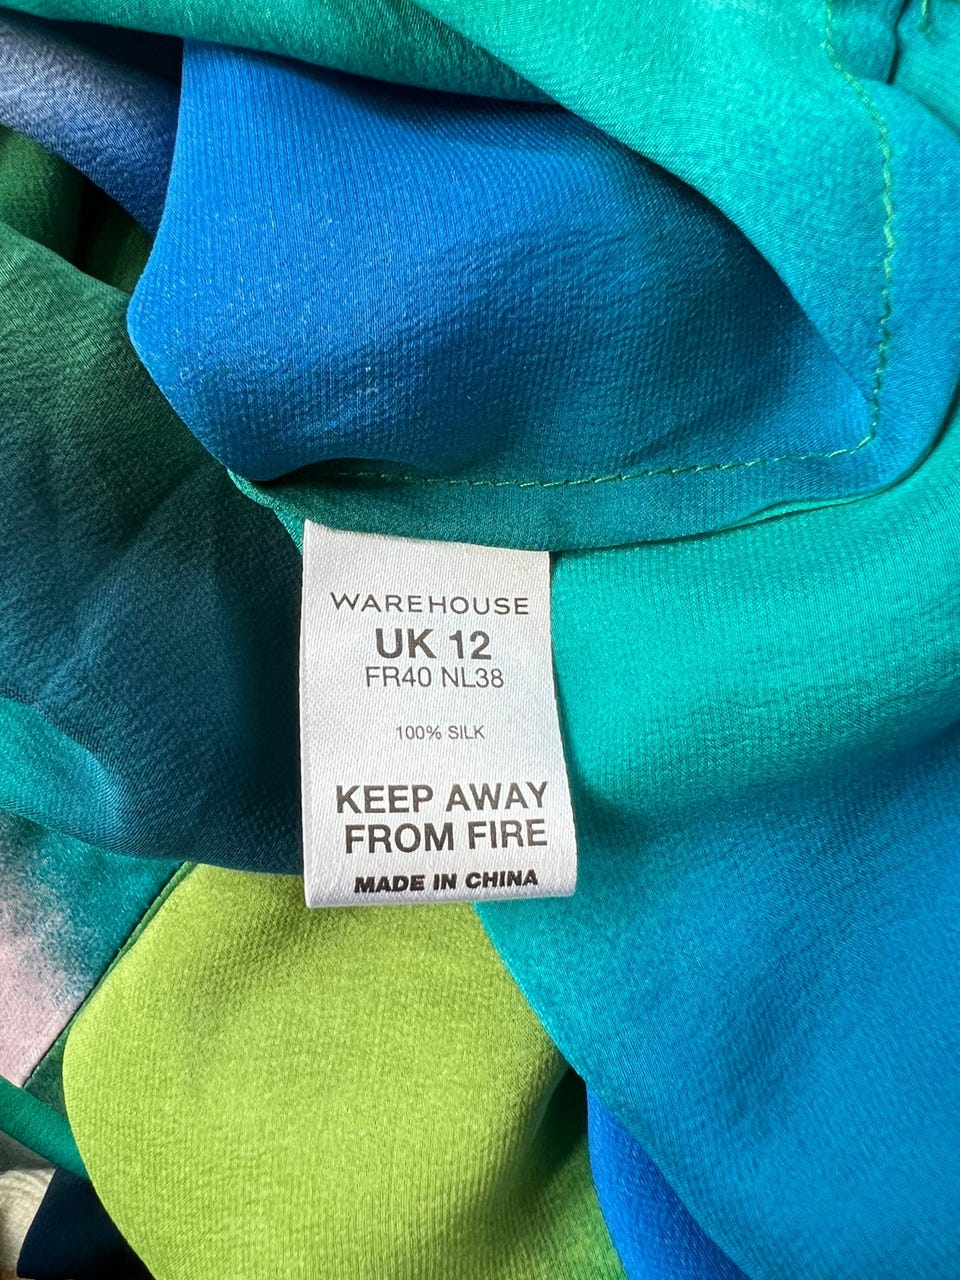 WAREHOUSE
UK 12
FR40 NL38
100% SILK
KEEP AWAY
FROM FIRE
MADE IN CHINA